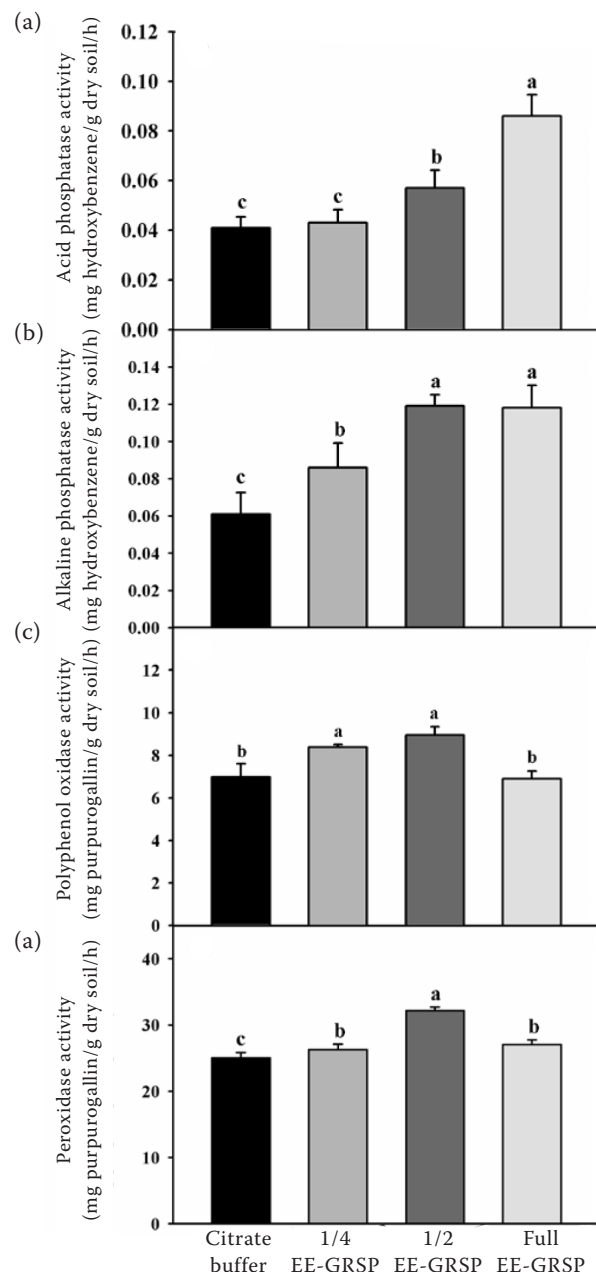 (a)
Acid phosphatase activity
(mg hydroxybenzene/g dry soil/h)
0.12
0.10
0.08
0.06
0.04
0.02
0.00
c
c
b
a
(b)
Alkaline phosphatase activity
(mg hydroxybenzene/g dry soil/h)
0.14
0.12
0.10
0.08
0.06
0.04
0.02
0.00
c
b
a
a
(c)
Polyphenol oxidase activity
(mg purpurogallin/g dry soil/h)
12
10
8
6
4
2
0
b
a
a
b
(a)
Peroxidase activity
(mg purpurogallin/g dry soil/h)
40
30
20
10
0
c
b
a
b
Citrate 1/4 1/2 Full
buffer EE-GRSP EE-GRSP EE-GRSP